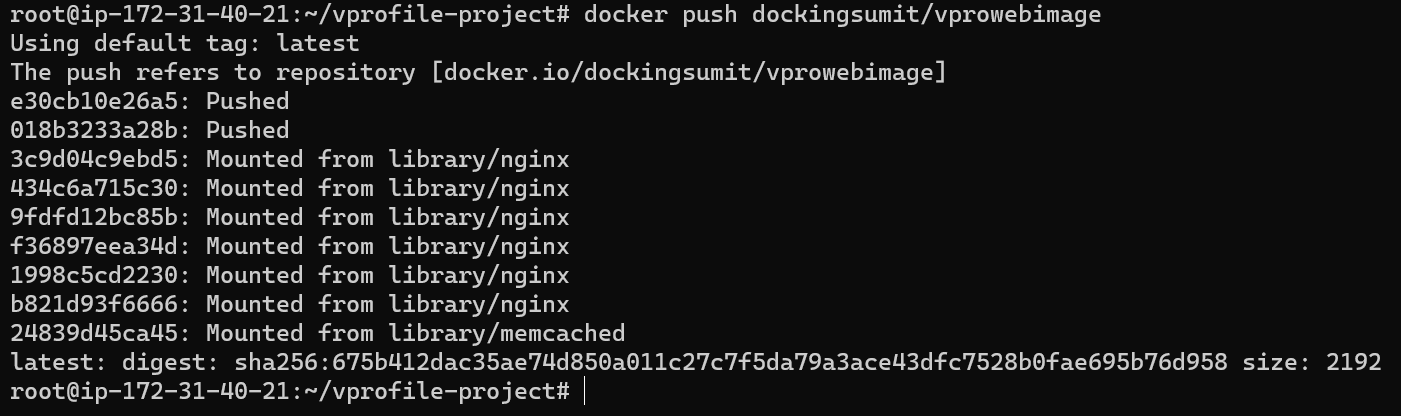 root@ip-172-31-40-21:~/vprofile-project# docker push dockingsumit/vprowebimage
Using default tag: latest
The push refers to repository [docker.io/dockingsumit/vprowebimage]
e30cb10e26a5: Pushed
018b3233a28b: Pushed
3c9d04c9ebd5: Mounted from library/nginx
434c6a715c30: Mounted from library/nginx
9fdfd12bc85b: Mounted from library/nginx
f36897eea34d: Mounted from library/nginx
1998c5cd2230: Mounted from library/nginx
b821d93f6666: Mounted from library/nginx
24839d45ca45: Mounted from library/memcached
latest: digest: sha256:675b412dac35ae74d850a011c27c7f5da79a3ace43dfc7528b0fae695b76d958 size: 2192
root@ip-172-31-40-21:~/vprofile-project#